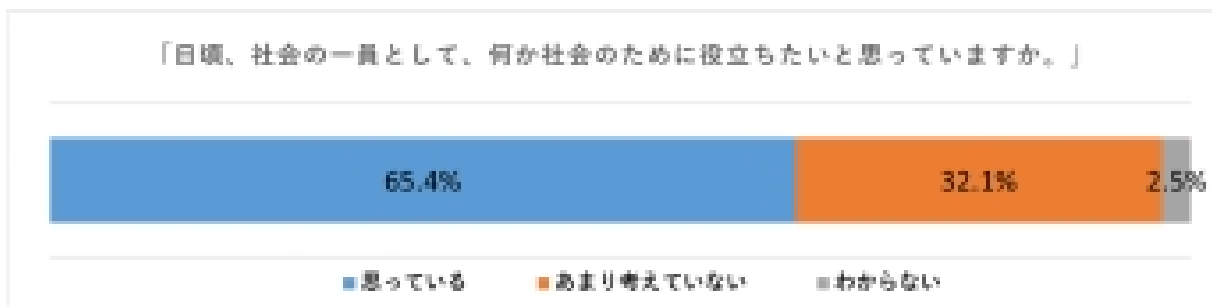 「日頃、社会の一員として、何か社会のために役立ちたいと思っていますか。」
65.4% 32.1% 2.5%
■思っている ■あまり考えていない ■わからない